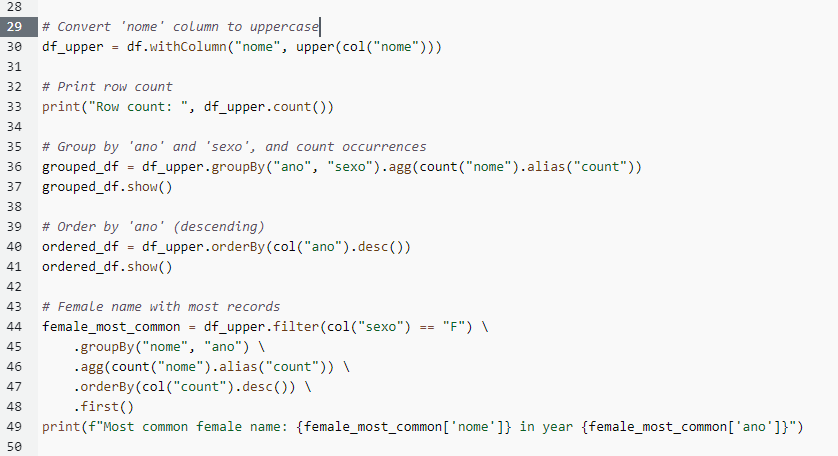 28
29 # Convert 'nome' column to uppercase
30 df_upper = df.withColumn("nome", upper(col("nome")))
31
32 # Print row count
33 print("Row count: ", df_upper.count())
34
35 # Group by 'ano' and 'sexo', and count occurrences
36 grouped_df = df_upper.groupBy("ano", "sexo").agg(count("nome").alias("count"))
37 grouped_df.show()
38
39 # Order by 'ano' (descending)
40 ordered_df = df_upper.orderBy(col("ano").desc())
41 ordered_df.show()
42
43 # Female name with most records
44 female_most_common = df_upper.filter(col("sexo") == "F") \
45     .groupBy("nome", "ano") \
46     .agg(count("nome").alias("count")) \
47     .orderBy(col("count").desc()) \
48     .first()
49 print(f"Most common female name: {female_most_common['nome']} in year {female_most_common['ano']}")
50